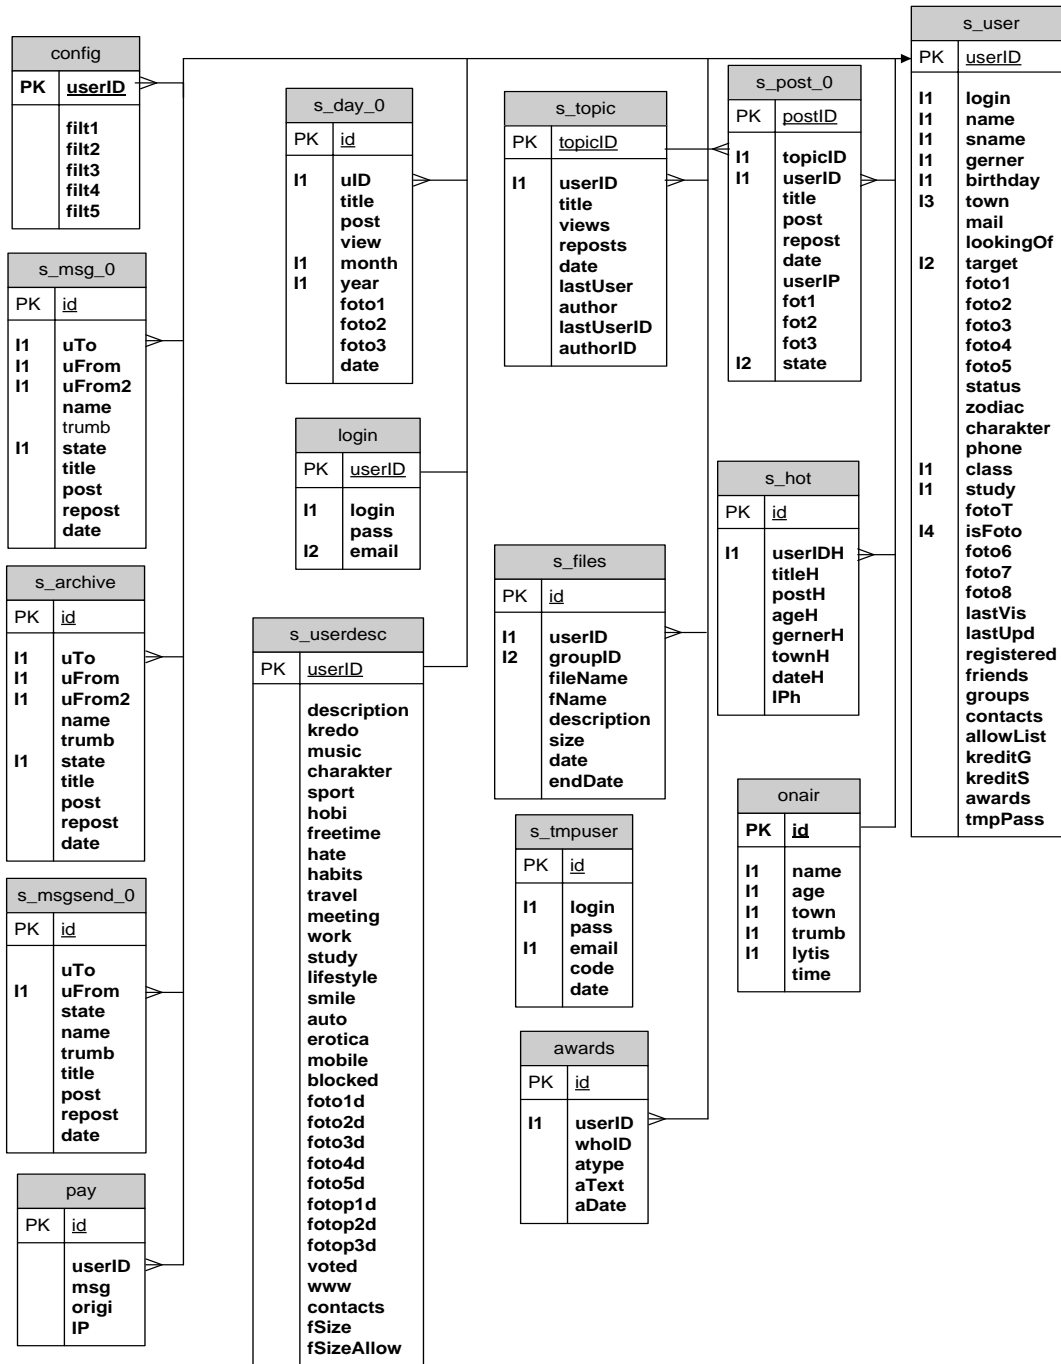 config
PK userID
filt1
filt2
filt3
filt4
filt5
s_msg_0
PK id
I1 uTo
I1 uFrom
I1 uFrom2
name
trumb
I1 state
title
post
repost
date
s_archive
PK id
I1 uTo
I1 uFrom
I1 uFrom2
name
trumb
I1 state
title
post
repost
date
s_msgsend_0
PK id
uTo
I1 uFrom
state
name
trumb
title
post
repost
date
pay
PK id
userID
msg
origi
IP
s_day_0
PK id
I1 uID
title
post
view
I1 month
I1 year
foto1
foto2
foto3
date
login
PK userID
I1 login
pass
I2 email
s_userdesc
PK userID
description
kredo
music
charakter
sport
hobi
freetime
hate
habits
travel
meeting
work
study
lifestyle
smile
auto
erotica
mobile
blocked
foto1d
foto2d
foto3d
foto4d
foto5d
fotop1d
fotop2d
fotop3d
voted
www
contacts
fSize
fSizeAllow
s_topic
PK topicID
I1 userID
title
views
reposts
date
lastUser
author
lastUserID
authorID
s_files
PK id
I1 userID
I2 groupID
fileName
fName
description
size
date
endDate
s_tmpuser
PK id
I1 login
pass
I1 email
code
date
awards
PK id
I1 userID
whoID
atype
aText
aDate
s_post_0
PK postID
I1 topicID
I1 userID
title
post
repost
date
userIP
fot1
fot2
fot3
I2 state
s_hot
PK id
I1 userIDH
titleH
postH
ageH
gernerH
townH
dateH
IPh
onair
PK id
I1 name
I1 age
I1 town
I1 trumb
I1 lytis
time
s_user
PK userID
I1 login
I1 name
I1 sname
I1 gerner
I1 birthday
I3 town
mail
lookingOf
I2 target
foto1
foto2
foto3
foto4
foto5
status
zodiac
charakter
phone
I1 class
I1 study
fotoT
I4 isFoto
foto6
foto7
foto8
lastVis
lastUpd
registered
friends
groups
contacts
allowList
kreditG
kreditS
awards
tmpPass